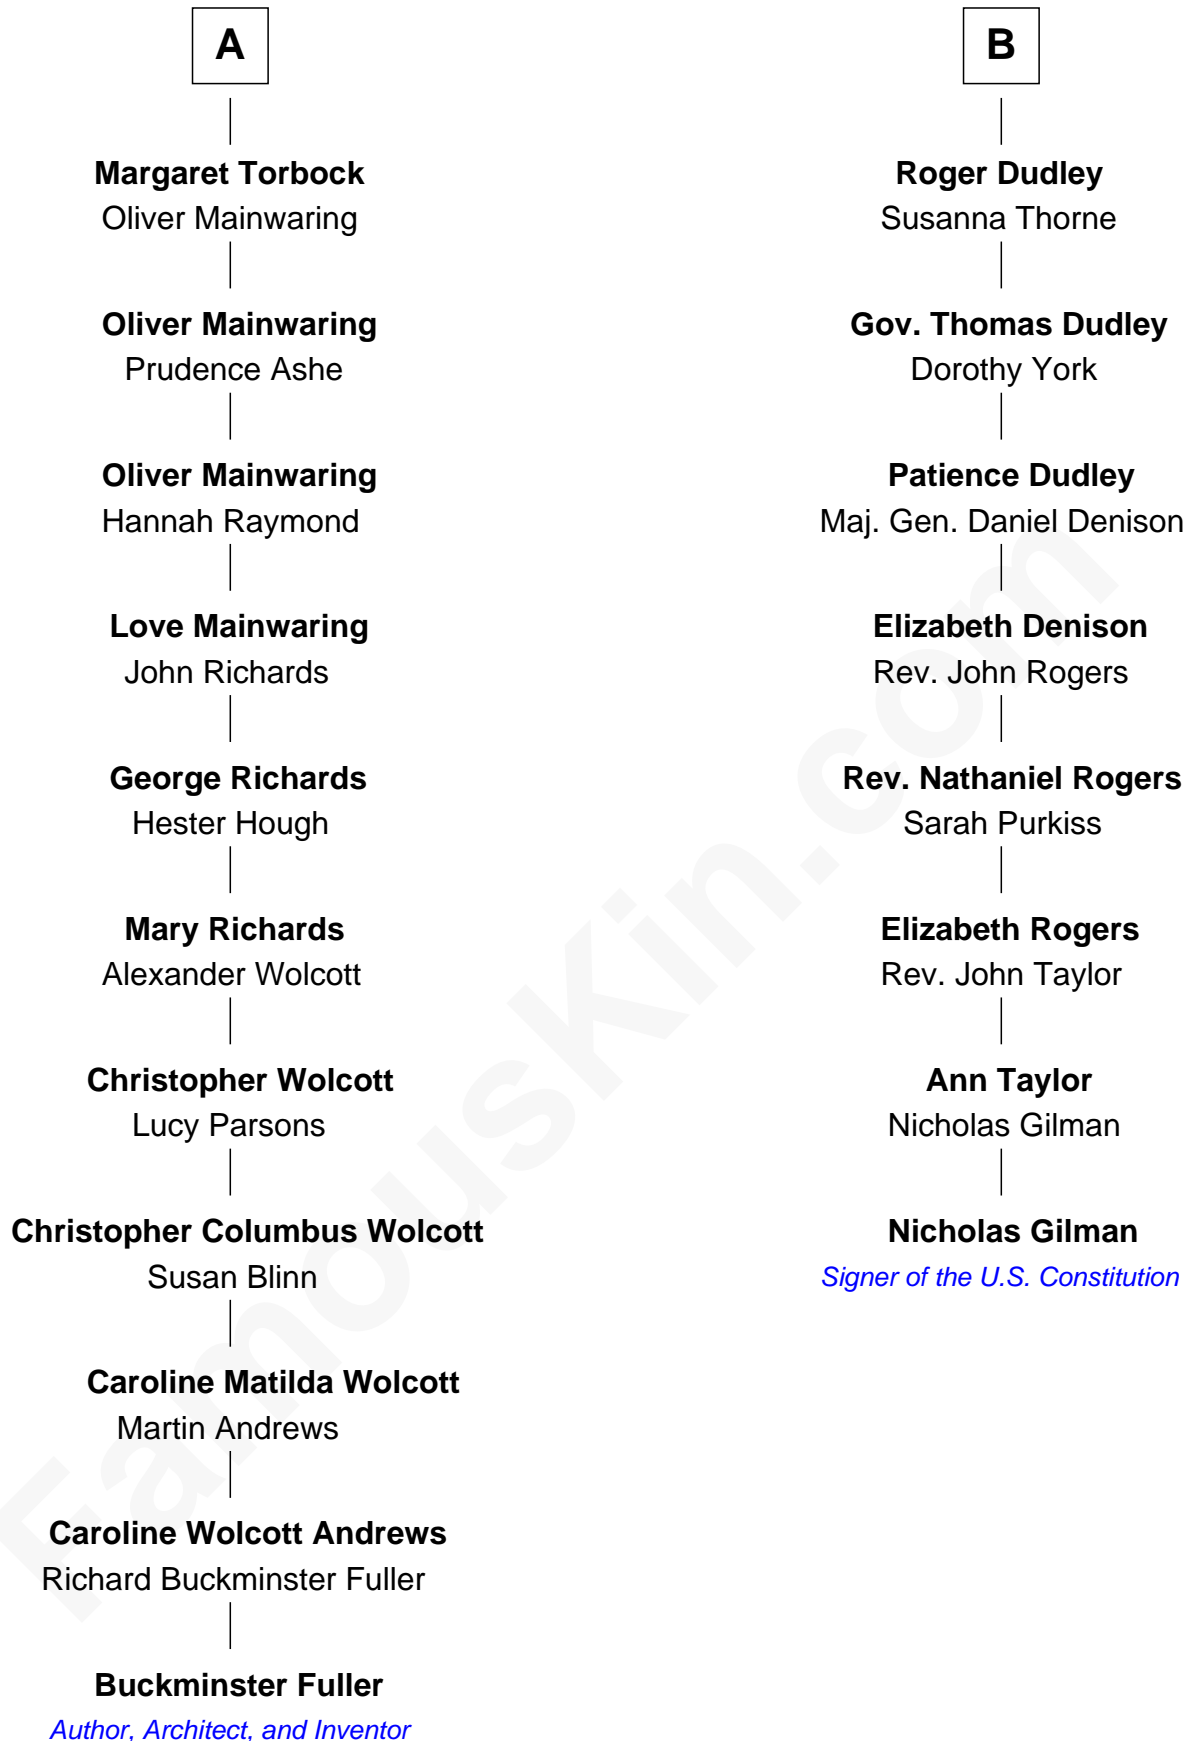 A
Margaret Torbock
Oliver Mainwaring
Oliver Mainwaring
Prudence Ashe
Oliver Mainwaring
Hannah Raymond
Love Mainwaring
John Richards
George Richards
Hester Hough
Mary Richards
Alexander Wolcott
Christopher Wolcott
Lucy Parsons
Christopher Columbus Wolcott
Susan Blinn
Caroline Matilda Wolcott
Martin Andrews
Caroline Wolcott Andrews
Richard Buckminster Fuller
Buckminster Fuller
Author, Architect, and Inventor
B
Roger Dudley
Susanna Thorne
Gov. Thomas Dudley
Dorothy York
Patience Dudley
Maj. Gen. Daniel Denison
Elizabeth Denison
Rev. John Rogers
Rev. Nathaniel Rogers
Sarah Purkiss
Elizabeth Rogers
Rev. John Taylor
Ann Taylor
Nicholas Gilman
Nicholas Gilman
Signer of the U.S. Constitution
FamousKin.com